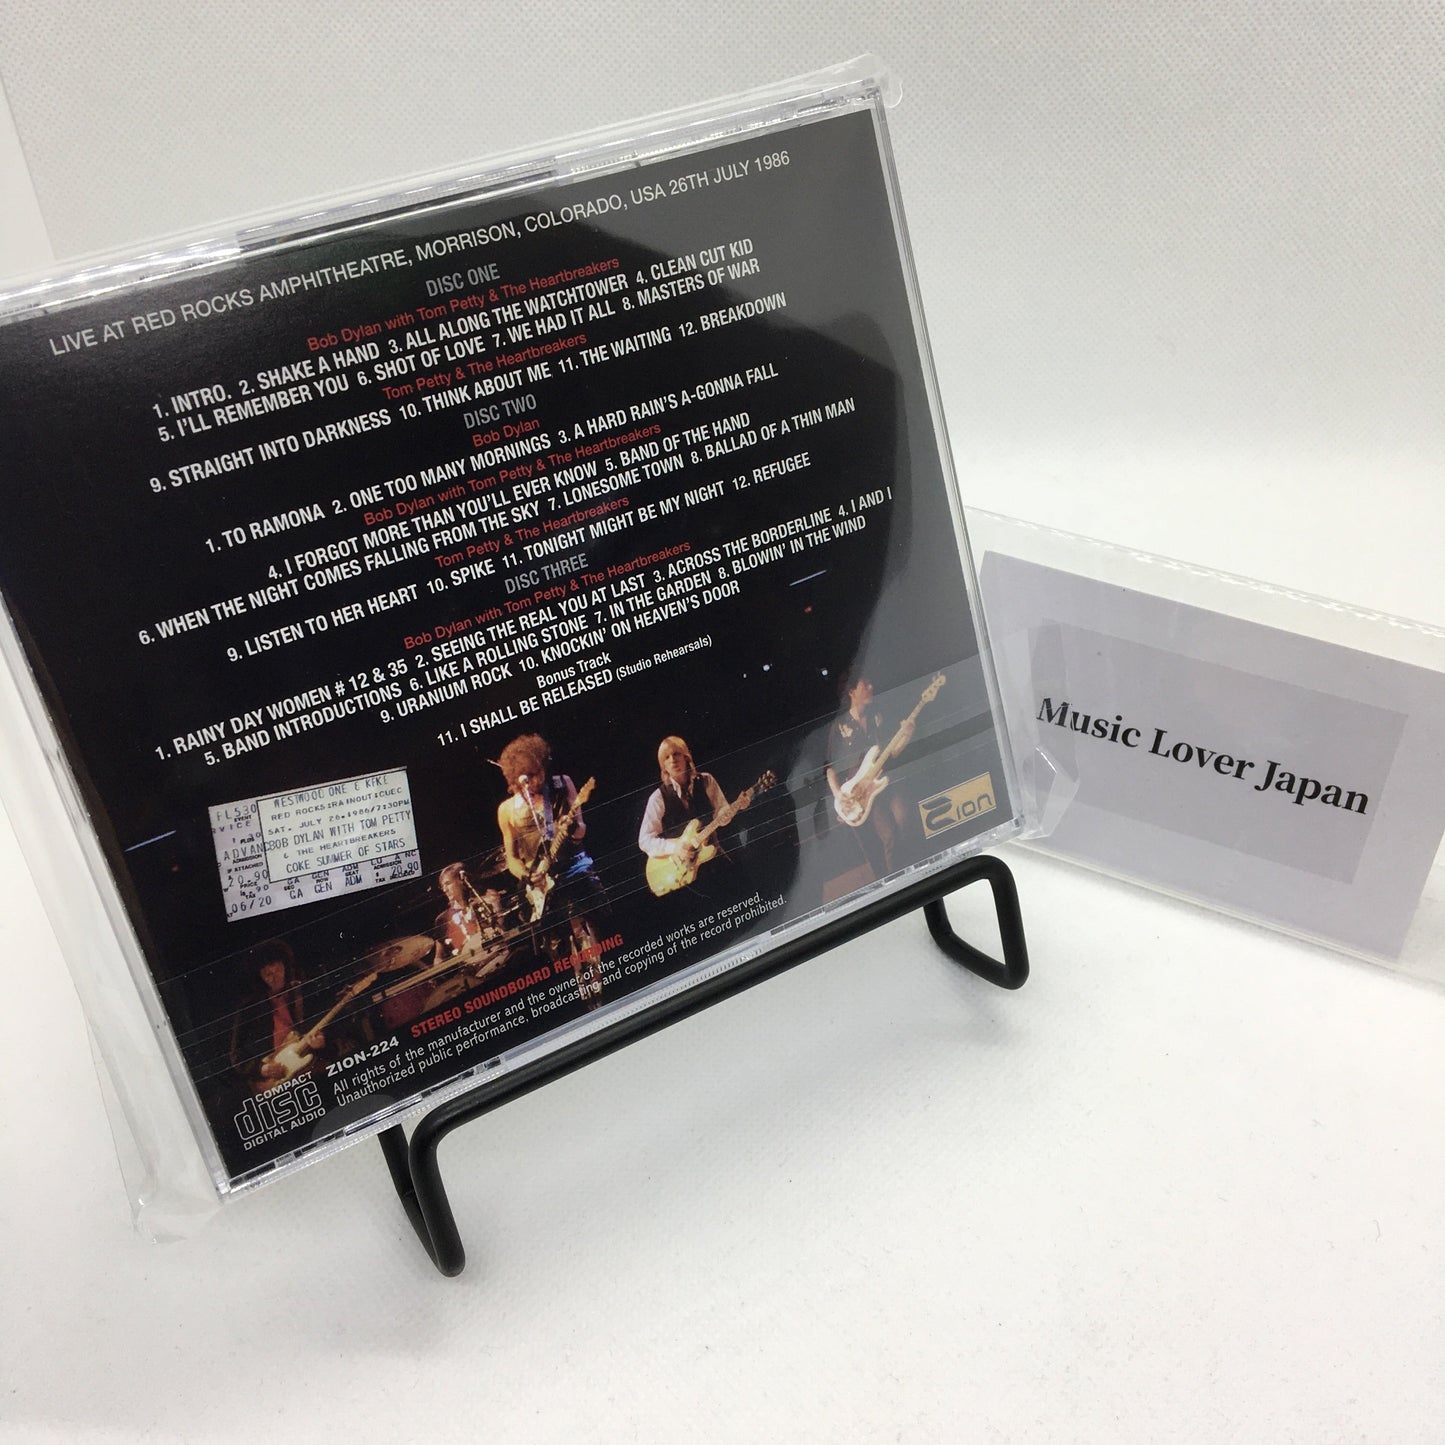 LIVE AT RED ROCKS AMPHITHEATRE, MORRISON, COLORADO, USA 26TH JULY 1986
DISC ONE
Bob Dylan with Tom Petty & The Heartbreakers
1. INTRO. 2. SHAKE A HAND 3. ALL ALONG THE WATCHTOWER 4. CLEAN CUT KID
5. I'LL REMEMBER YOU 6. SHOT OF LOVE 7. WE HAD IT ALL 8. MASTERS OF WAR
Tom Petty & The Heartbreakers
9. STRAIGHT INTO DARKNESS 10. THINK ABOUT ME 11. THE WAITING 12. BREAKDOWN
DISC TWO
Bob Dylan
1. TO RAMONA 2. ONE TOO MANY MORNINGS 3. A HARD RAIN'S A-GONNA FALL
Bob Dylan with Tom Petty & The Heartbreakers
4. I FORGOT MORE THAN YOU'LL EVER KNOW 5. BAND OF THE HAND
6. WHEN THE NIGHT COMES FALLING FROM THE SKY 7. LONESOME TOWN 8. BALLAD OF A THIN MAN
Tom Petty & The Heartbreakers
9. LISTEN TO HER HEART 10. SPIKE 11. TONIGHT MIGHT BE MY NIGHT 12. REFUGEE
DISC THREE
Bob Dylan with Tom Petty & The Heartbreakers
1. RAINY DAY WOMEN # 12 & 35 2. SEEING THE REAL YOU AT LAST 3. ACROSS THE BORDERLINE 4. I AND I
5. BAND INTRODUCTIONS 6. LIKE A ROLLING STONE 7. IN THE GARDEN 8. BLOWIN' IN THE WIND
9. URANIUM ROCK 10. KNOCKIN' ON HEAVEN'S DOOR
Bonus Track
11. I SHALL BE RELEASED (Studio Rehearsals)
WESTWOOD ONE & KFKE
RED ROCKS:RAINOUT:CUEC
SAT. JULY 26.1986/7:30PM
BOB DYLAN WITH TOM PETTY
& THE HEARTBREAKERS
COKE SUMMER OF STARS
20.90
GA GEN ADM
06/20
Zion
STEREO SOUNDBOARD RECORDING
ZION-224
All rights of the manufacturer and the owner of the recorded works are reserved.
Unauthorized public performance, broadcasting and copying of the record prohibited.
COMPACT
disc
DIGITAL AUDIO
Music Lover Japan